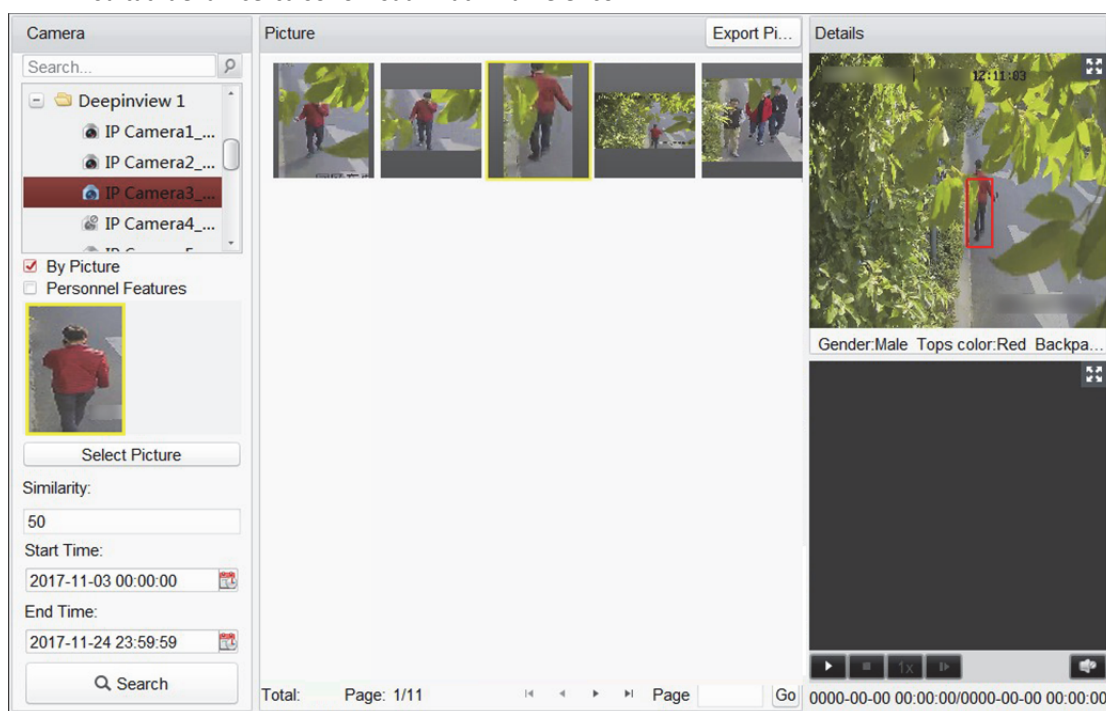 Camera
Search...
Deepinview 1
IP Camera1_...
IP Camera2_...
IP Camera3_...
IP Camera4_...
By Picture
Personnel Features
Select Picture
Similarity:
50
Start Time:
2017-11-03 00:00:00
End Time:
2017-11-24 23:59:59
Search
Picture
Export Pi...
Total:
Page: 1/11
Page
Go
Details
12:11:03
Gender:Male Tops color:Red Backpa...
1x
0000-00-00 00:00:00/0000-00-00 00:00:00